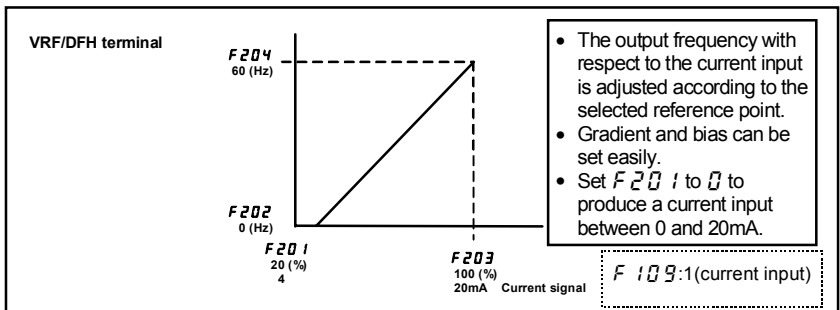 VRF/DFH terminal
F204
60 (Hz)
F202
0 (Hz)
F201
20 (%)
4
F203
100 (%)
20mA Current signal
• The output frequency with
respect to the current input
is adjusted according to the
selected reference point.
• Gradient and bias can be
set easily.
• Set F201 to 0 to
produce a current input
between 0 and 20mA.
F109:1(current input)